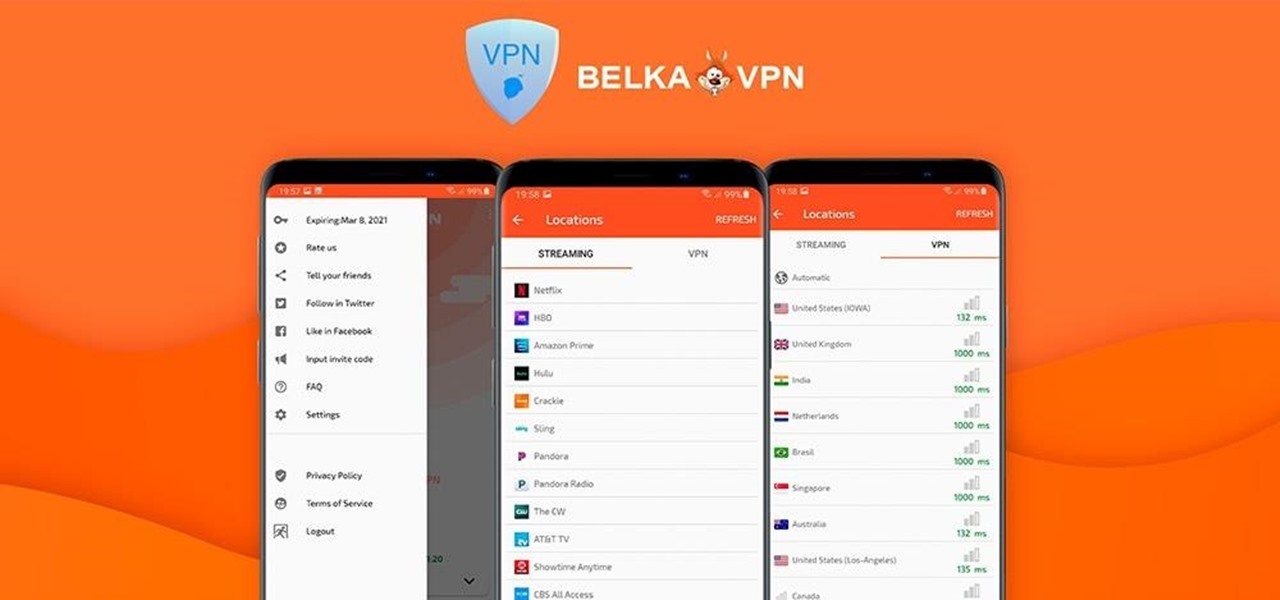 VPN
BELKA VPN
19:57
99%
Expiring:Mar 8, 2021
N
Rate us
Tell your friends
Follow in Twitter
Like in Facebook
Input invite code
FAQ
Settings
Privacy Policy
PN
Terms of Service
Logout
1:20
19:58
99%
Locations
REFRESH
STREAMING
VPN
Netflix
HBO
Amazon Prime
Hulu
Crackle
Sling
Pandora
Pandora Radio
The CW
AT&T TV
Showtime Anytime
CBS All Access
19:58
99%
Locations
REFRESH
STREAMING
VPN
Automatic
United States (IOWA)
132 ms
United Kingdom
1000 ms
India
1000 ms
Netherlands
1000 ms
Brasil
1000 ms
Singapore
1000 ms
Australia
132 ms
United States (Los-Angeles)
135 ms
Canada